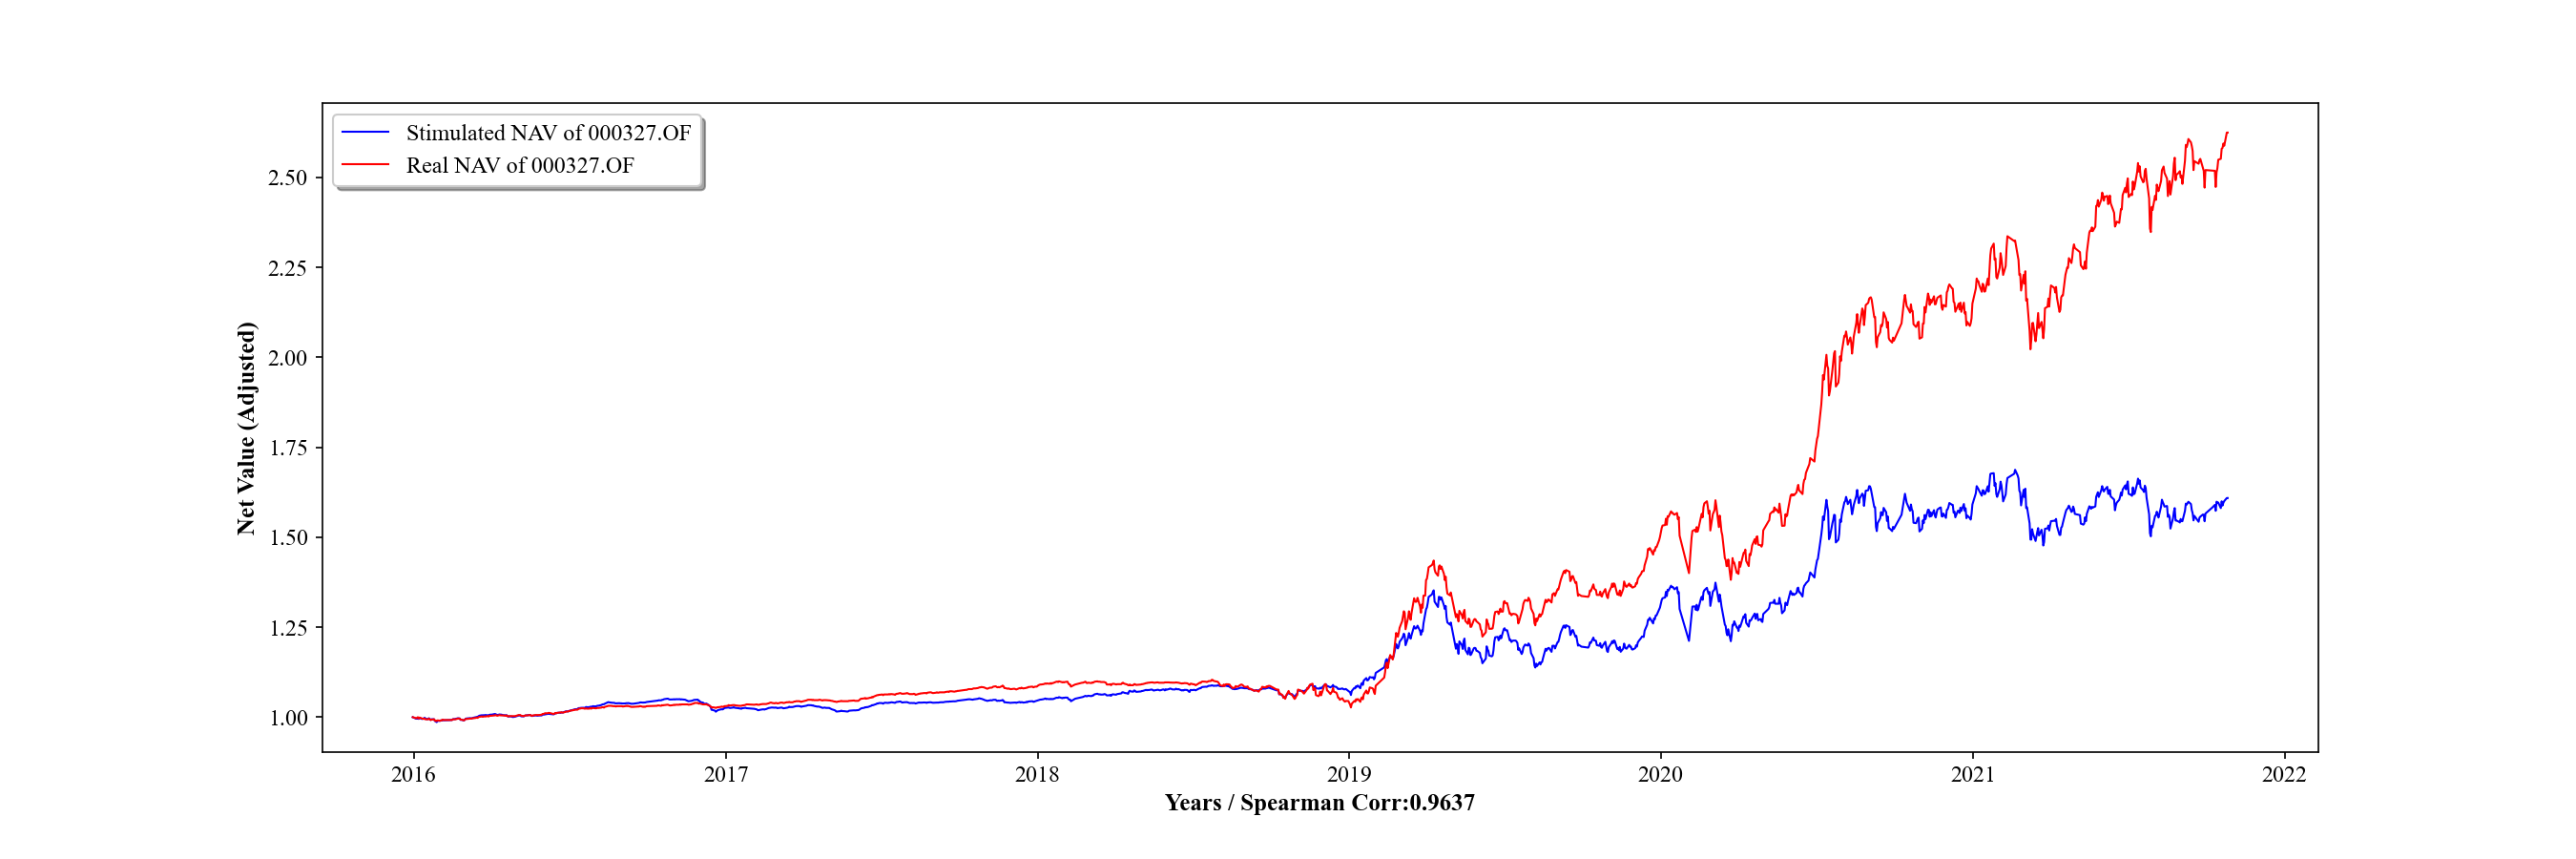 Stimulated NAV of 000327.OF
Real NAV of 000327.OF
Net Value (Adjusted)
2.50
2.25
2.00
1.75
1.50
1.25
1.00
2016 2017 2018 2019 2020 2021 2022
Years / Spearman Corr:0.9637